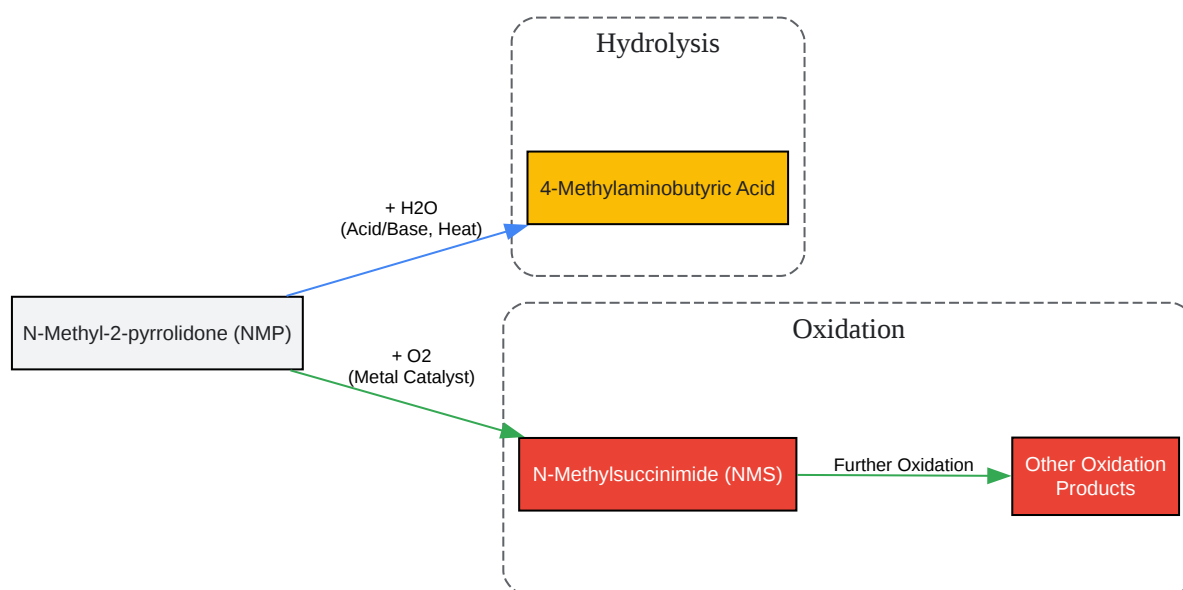 Hydrolysis
4-Methylaminobutyric Acid
+ H2O
(Acid/Base, Heat)
N-Methyl-2-pyrrolidone (NMP)
+ O2
(Metal Catalyst)
Oxidation
N-Methylsuccinimide (NMS)
Further Oxidation
Other Oxidation
Products